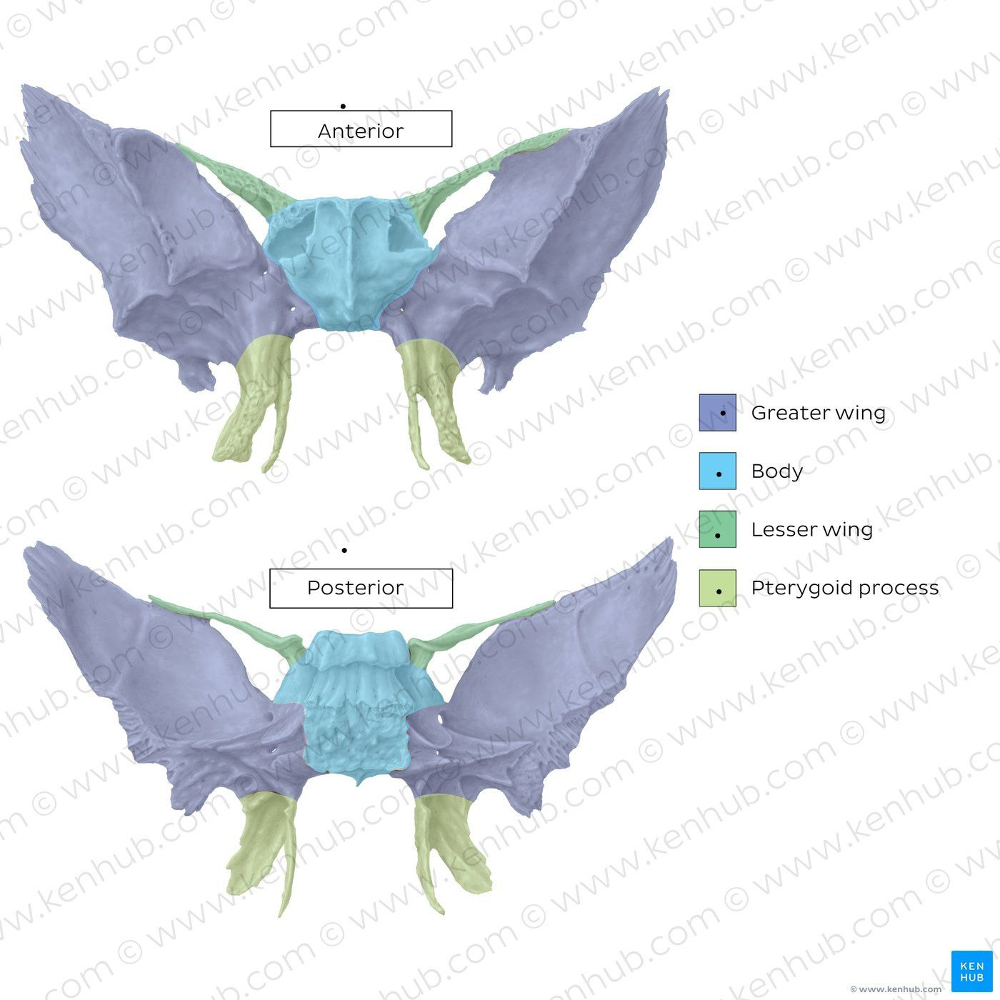 Anterior
Greater wing
Body
Lesser wing
Posterior
Pterygoid process
KEN
HUB
© www.kenhub.com